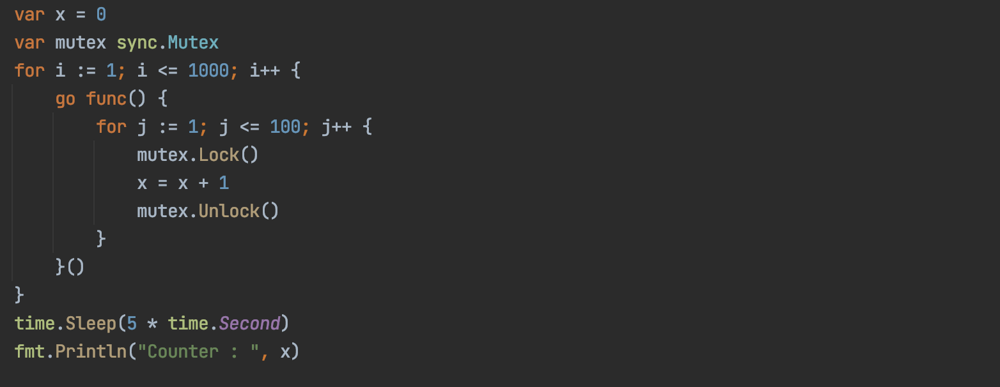 var x = 0
var mutex sync.Mutex
for i := 1; i <= 1000; i++ {
    go func() {
        for j := 1; j <= 100; j++ {
            mutex.Lock()
            x = x + 1
            mutex.Unlock()
        }
    }()
}
time.Sleep(5 * time.Second)
fmt.Println("Counter : ", x)